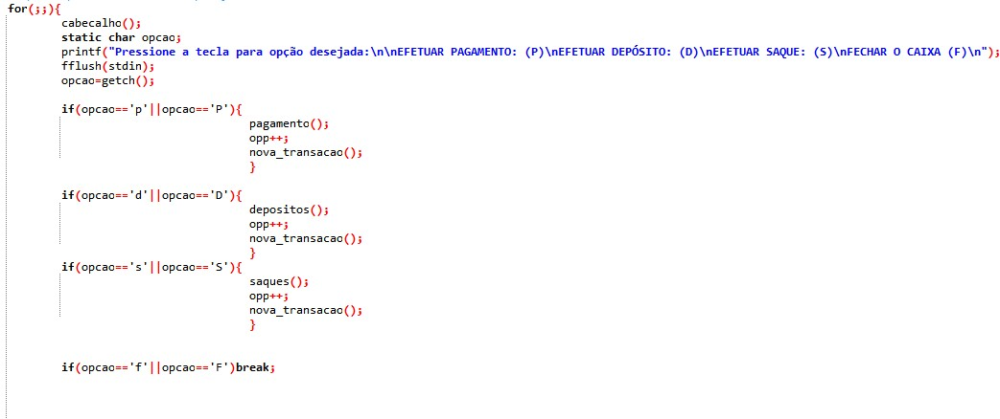 for(;;){
cabecalho();
static char opcao;
printf("Pressione a tecla para opção desejada:\n\nEFETUAR PAGAMENTO: (P)\nEFETUAR DEPÓSITO: (D)\nEFETUAR SAQUE: (S)\nFECHAR O CAIXA (F)\n");
fflush(stdin);
opcao=getch();
if(opcao=='p'||opcao=='P'){
pagamento();
opp++;
nova_transacao();
}
if(opcao=='d'||opcao=='D'){
depositos();
opp++;
nova_transacao();
}
if(opcao=='s'||opcao=='S'){
saques();
opp++;
nova_transacao();
}
if(opcao=='f'||opcao=='F')break;